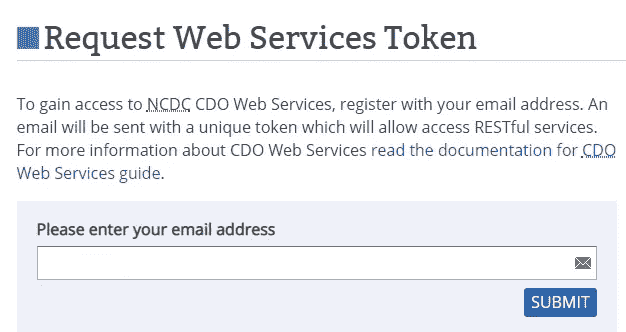 Request Web Services Token
To gain access to NCDC CDO Web Services, register with your email address. An
email will be sent with a unique token which will allow access RESTful services.
For more information about CDO Web Services read the documentation for CDO
Web Services guide.
Please enter your email address
SUBMIT